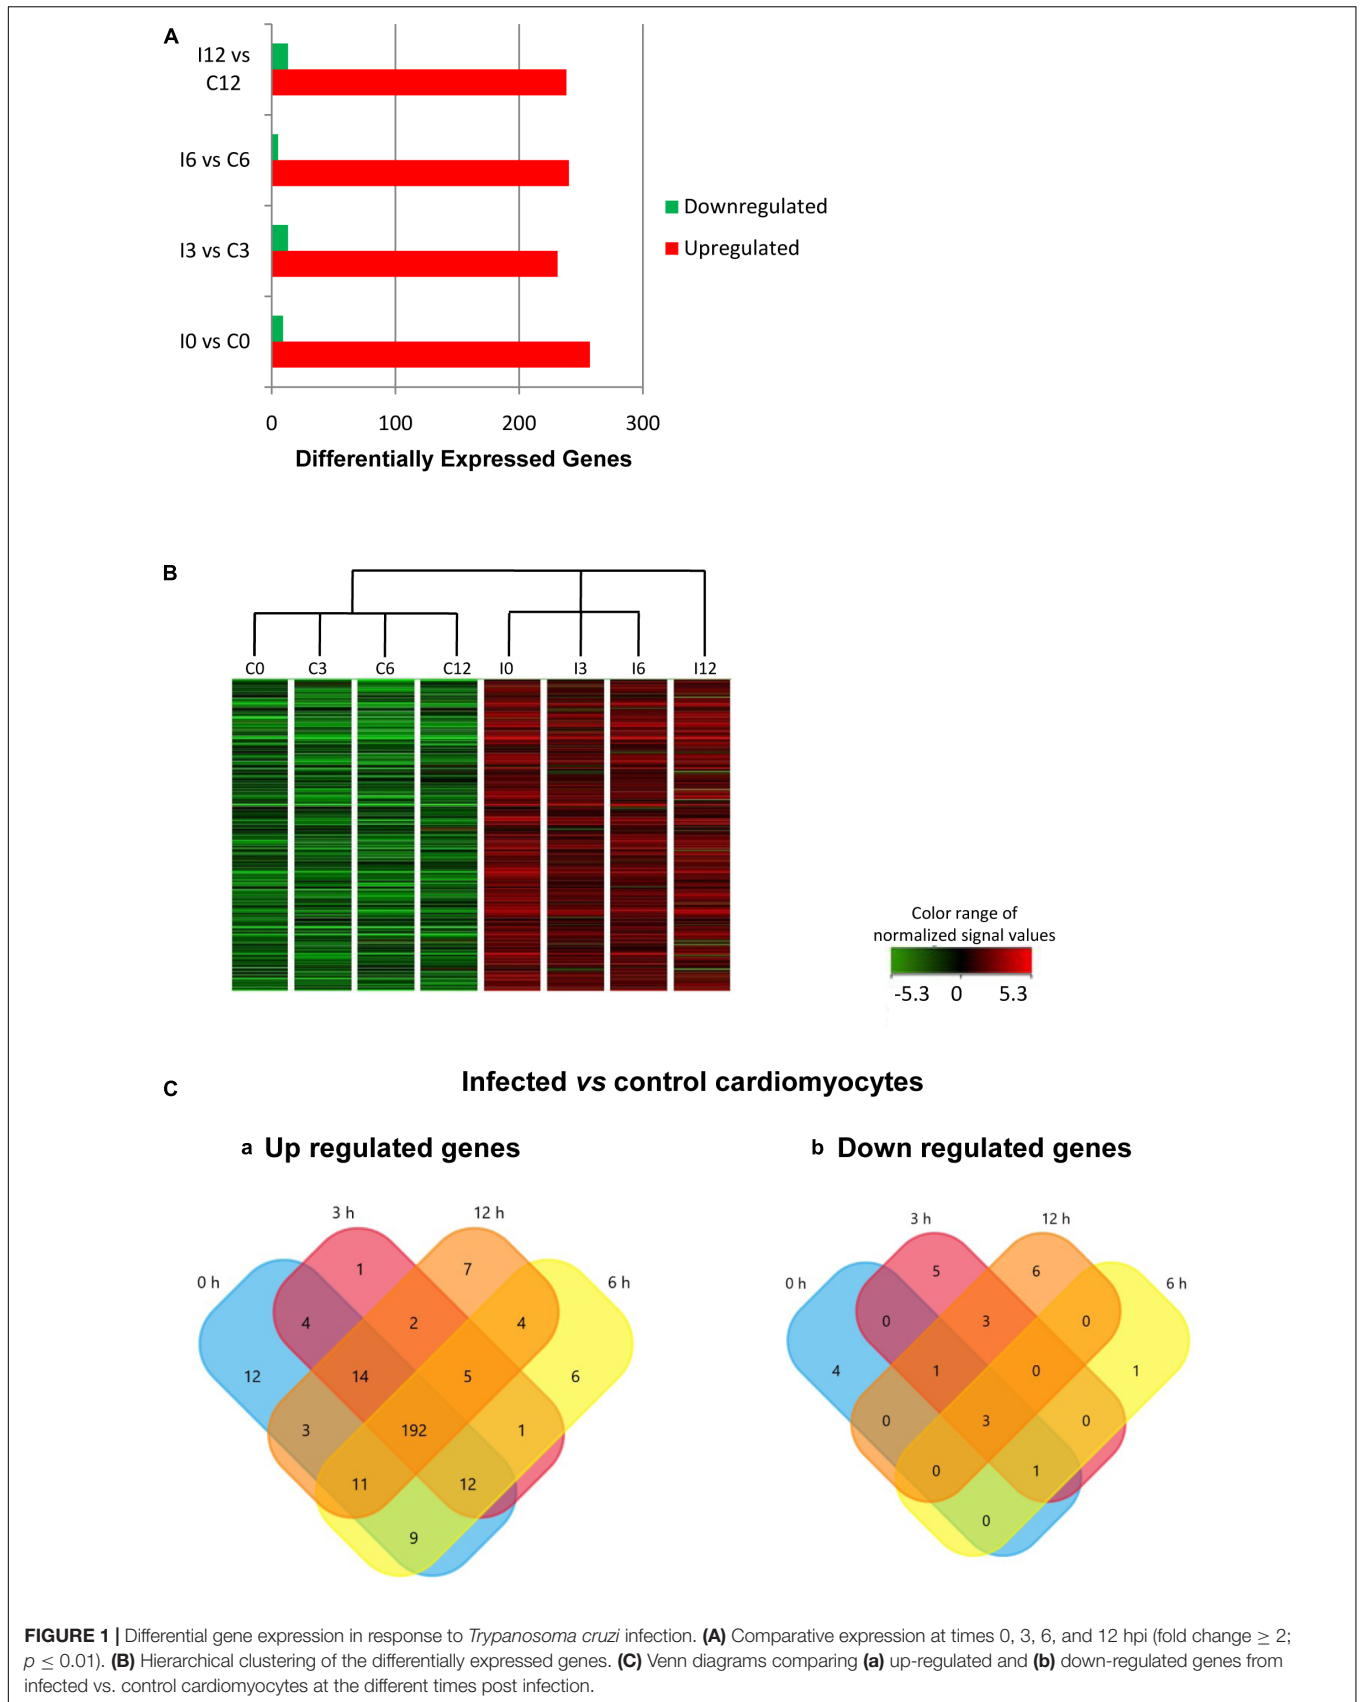 A
I12 vs
C12
I6 vs C6
I3 vs C3
I0 vs C0
Downregulated
Upregulated
0 100 200 300
Differentially Expressed Genes
B
C0 C3 C6 C12 I0 I3 I6 I12
Color range of
normalized signal values
-5.3 0 5.3
C
Infected vs control cardiomyocytes
a Up regulated genes
b Down regulated genes
3 h 12 h
0 h 6 h
1 7
4 2 4
12 14 5 6
3 192 1
11 12
9
3 h 12 h
0 h 6 h
5 6
0 3 0
4 1 0 1
0 3 0
0 1
0
FIGURE 1 | Differential gene expression in response to Trypanosoma cruzi infection. (A) Comparative expression at times 0, 3, 6, and 12 hpi (fold change ≥ 2;
p ≤ 0.01). (B) Hierarchical clustering of the differentially expressed genes. (C) Venn diagrams comparing (a) up-regulated and (b) down-regulated genes from
infected vs. control cardiomyocytes at the different times post infection.